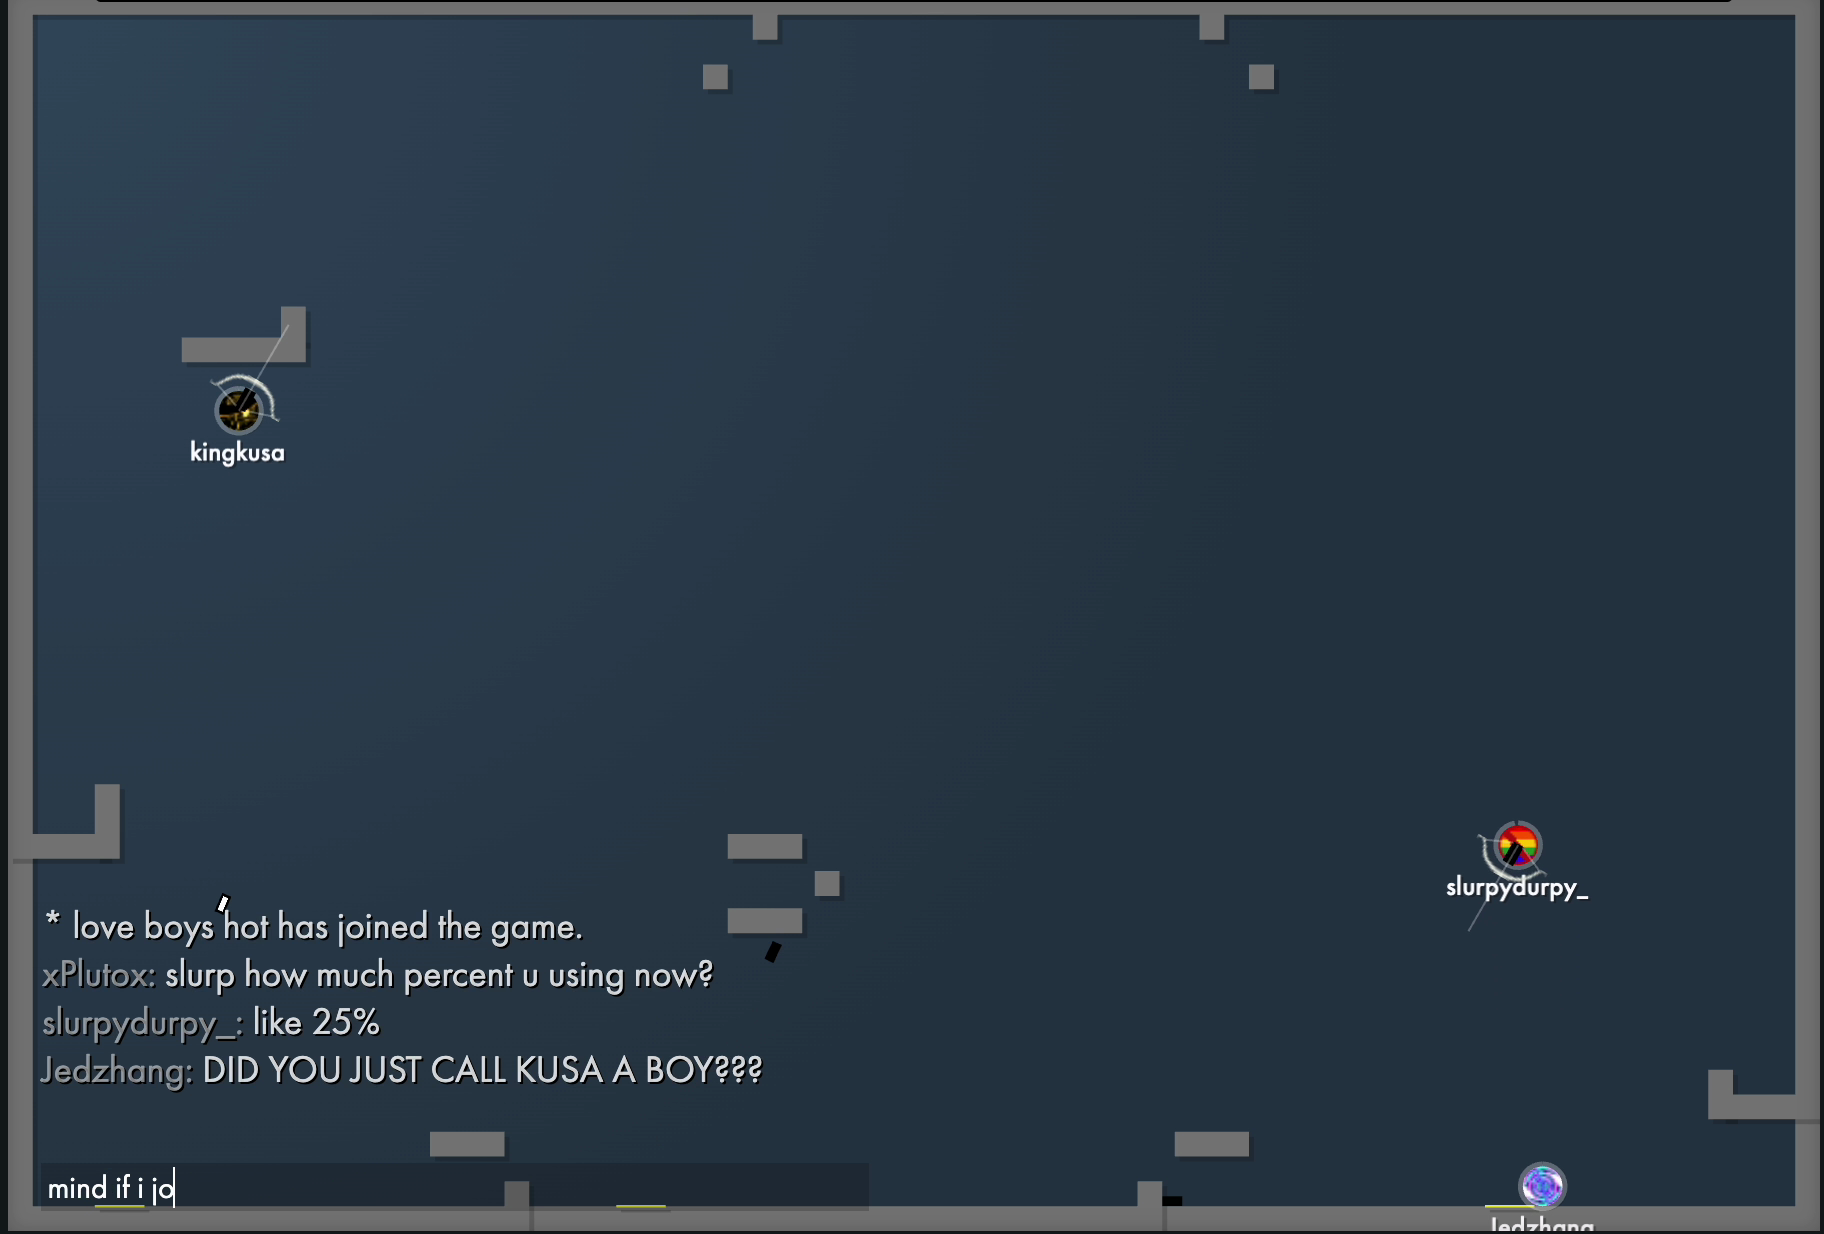 kingkusa
slurpydurpy_
* love boys hot has joined the game.
xPlutox: slurp how much percent u using now?
slurpydurpy_: like 25%
Jedzhang: DID YOU JUST CALL KUSA A BOY???
mind if i jo
Jedzhang